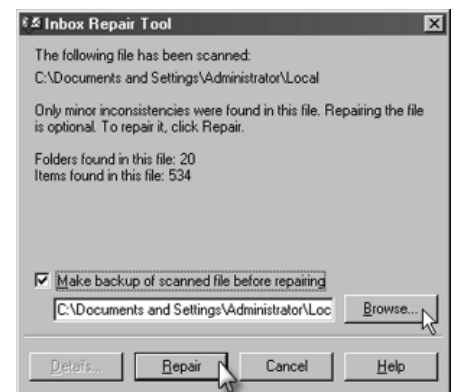 Inbox Repair Tool
The following file has been scanned:
C:\Documents and Settings\Administrator\Local
Only minor inconsistencies were found in this file. Repairing the file
is optional. To repair it, click Repair.
Folders found in this file: 20
Items found in this file: 534
Make backup of scanned file before repairing
C:\Documents and Settings\Administrator\Loc
Browse...
Details... Repair Cancel Help